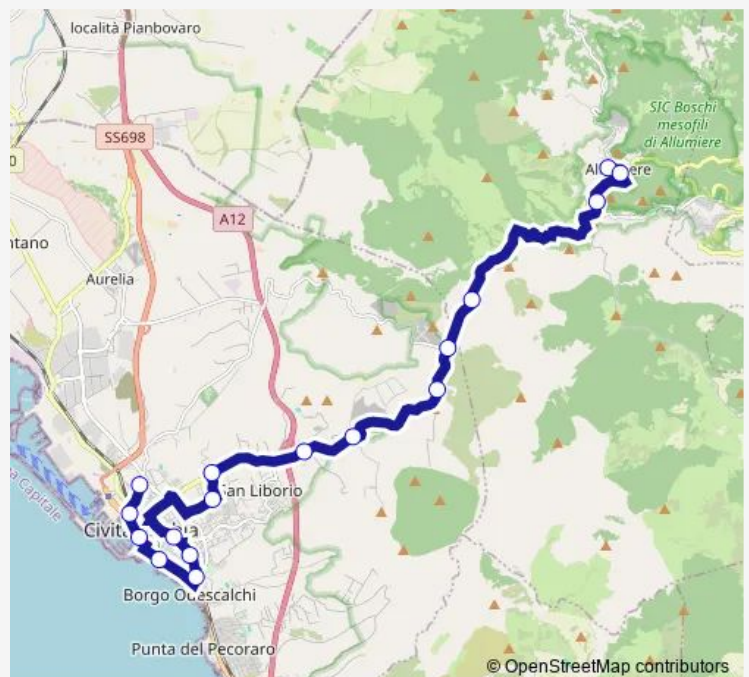 località Pianbovaro
SS698
0
SIC Boschi
mesofili
di Allumiere
A12
ntano
Aurelia
San Liborio
Borgo Odescalchi
Punta del Pecoraro
© OpenStreetMap contributors